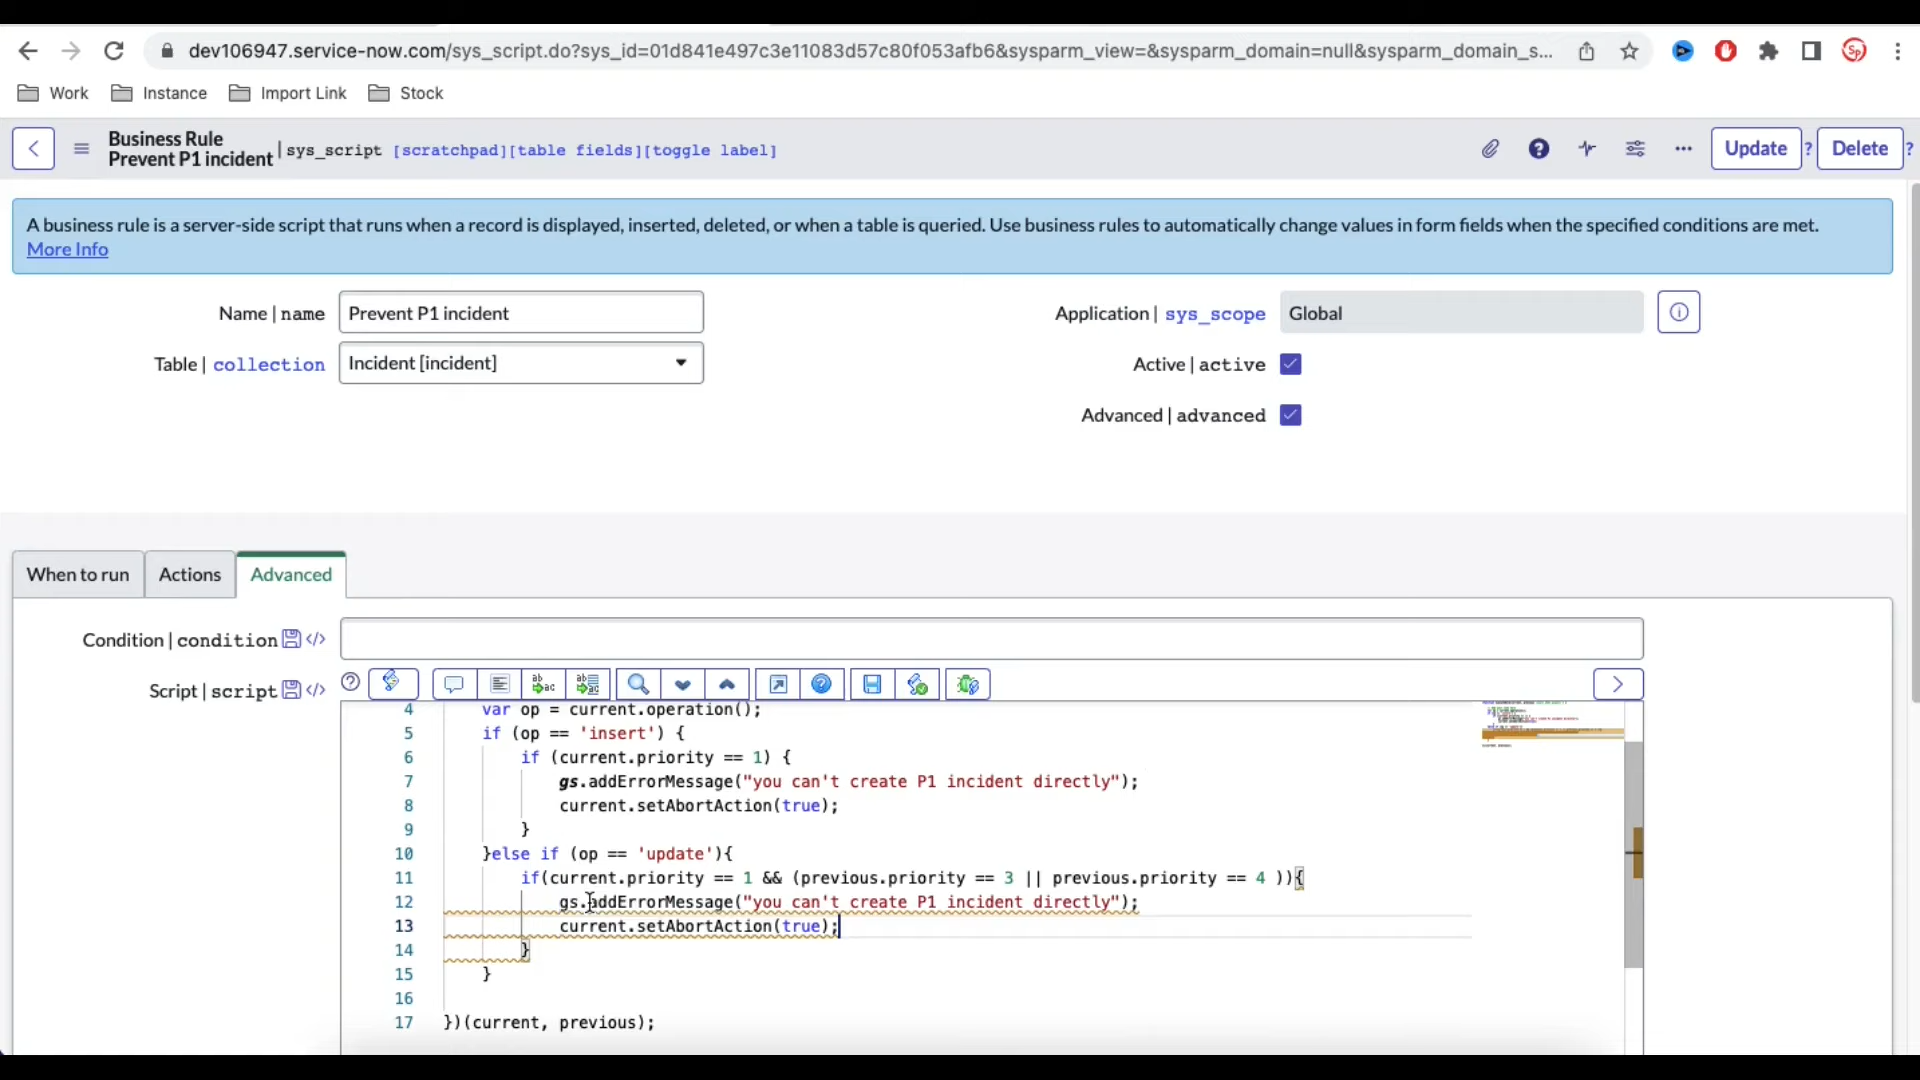 dev106947.service-now.com/sys_script.do?sys_id=01d841e497c3e11083d57c80f053afb6&sysparm_view=&sysparm_domain=null&sysparm_domain_s...
Work Instance Import Link Stock
Business Rule
Prevent P1 incident | sys_script [scratchpad][table fields][toggle label]
Update ? Delete ?
A business rule is a server-side script that runs when a record is displayed, inserted, deleted, or when a table is queried. Use business rules to automatically change values in form fields when the specified conditions are met.
More Info
Name | name Prevent P1 incident
Application | sys_scope Global
Table | collection Incident [incident]
Active | active
Advanced | advanced
When to run Actions Advanced
Condition | condition </>
Script | script </>
4 var op = current.operation();
5 if (op == 'insert') {
6 if (current.priority == 1) {
7 gs.addErrorMessage("you can't create P1 incident directly");
8 current.setAbortAction(true);
9 }
10 }else if (op == 'update'){
11 if(current.priority == 1 && (previous.priority == 3 || previous.priority == 4 )){
12 gs.addErrorMessage("you can't create P1 incident directly");
13 current.setAbortAction(true);
14 }
15 }
16
17 })(current, previous);